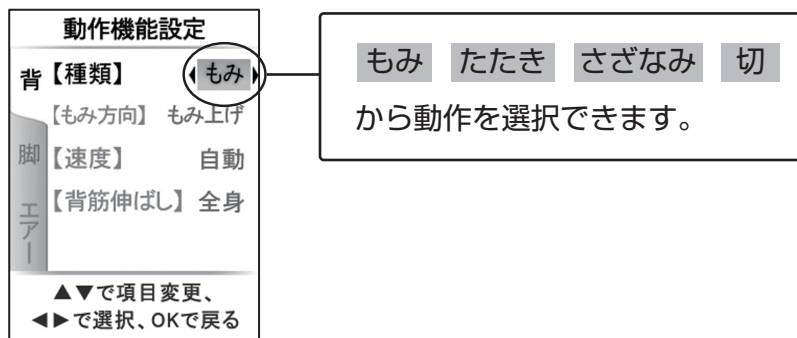 動作機能設定
背【種類】 もみ
【もみ方向】 もみ上げ
脚【速度】 自動
エアー【背筋伸ばし】 全身
▲▼で項目変更、
◀▶で選択、OKで戻る
もみ たたき さざなみ 切
から動作を選択できます。